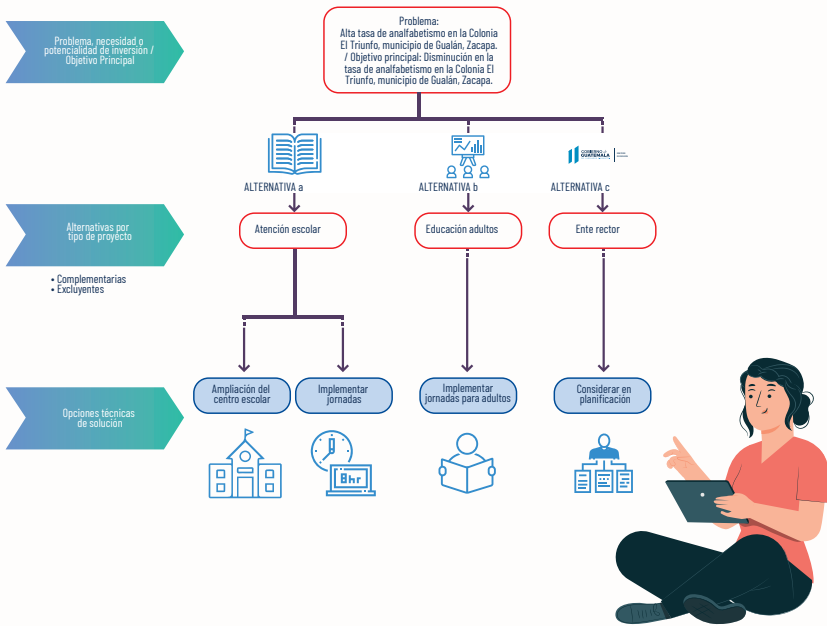 Problema, necesidad o
potencialidad de inversión /
Objetivo Principal
Problema:
Alta tasa de analfabetismo en la Colonia
El Triunfo, municipio de Gualán, Zacapa.
/ Objetivo principal: Disminución en la
tasa de analfabetismo en la Colonia El
Triunfo, municipio de Gualán, Zacapa.
GOBIERNO de
GUATEMALA
ALTERNATIVA a
ALTERNATIVA b
ALTERNATIVA c
Alternativas por
tipo de proyecto
Atención escolar
Educación adultos
Ente rector
• Complementarias
• Excluyentes
Opciones técnicas
de solución
Ampliación del
centro escolar
Implementar
jornadas
Implementar
jornadas para adultos
Considerar en
planificación
8hr